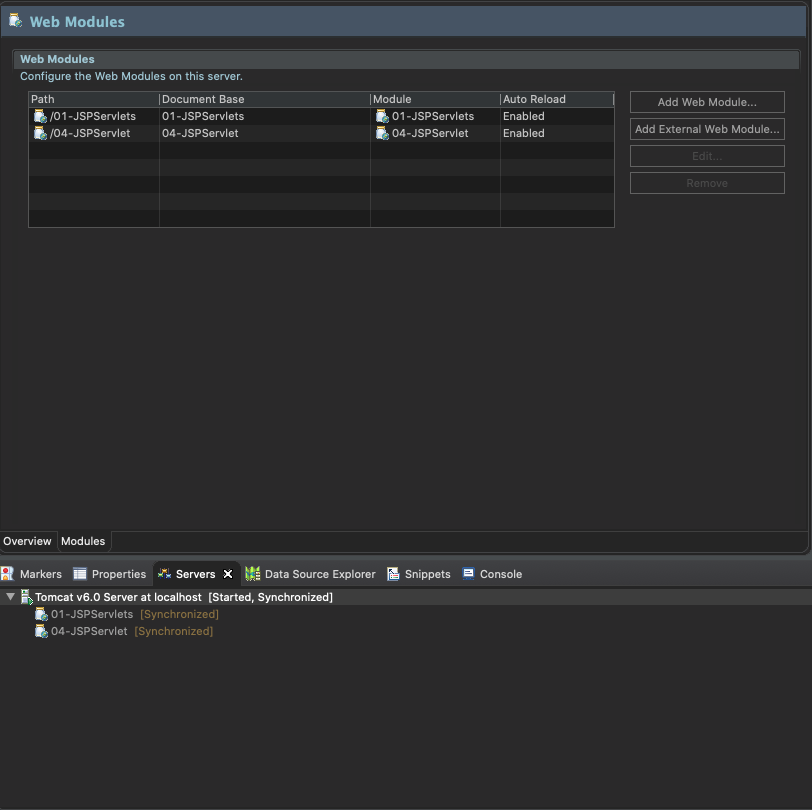 Web Modules
Web Modules
Configure the Web Modules on this server.
Path Document Base Module Auto Reload
/01-JSPServlets 01-JSPServlets 01-JSPServlets Enabled
/04-JSPServlet 04-JSPServlet 04-JSPServlet Enabled
Add Web Module...
Add External Web Module...
Edit...
Remove
Overview Modules
Markers Properties Servers Data Source Explorer Snippets Console
Tomcat v6.0 Server at localhost [Started, Synchronized]
01-JSPServlets [Synchronized]
04-JSPServlet [Synchronized]